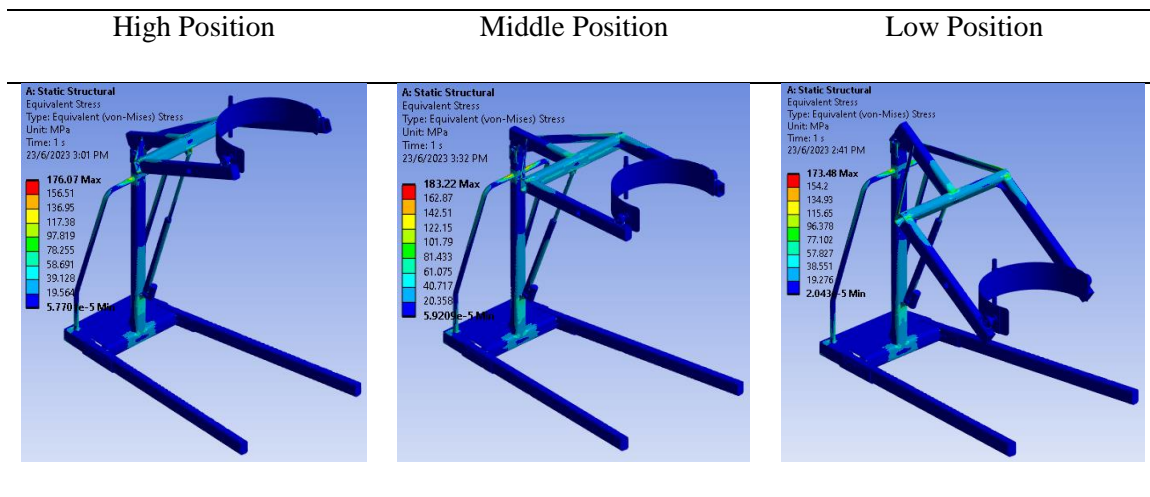 High Position Middle Position Low Position
A: Static Structural
Equivalent Stress
Type: Equivalent (von-Mises) Stress
Unit: MPa
Time: 1 s
23/6/2023 3:01 PM
176.07 Max
156.51
136.95
117.38
97.819
78.255
58.691
39.128
19.564
Min
A: Static Structural
Equivalent Stress
Type: Equivalent (von-Mises) Stress
Unit: MPa
Time: 1 s
23/6/2023 3:32 PM
183.22 Max
162.87
142.51
122.15
101.79
81.433
61.075
40.717
20.358
5.9209e-5 Min
A: Static Structural
Equivalent Stress
Type: Equivalent (von-Mises) Stress
Unit: MPa
Time: 1 s
23/6/2023 2:41 PM
173.48 Max
154.2
134.93
115.65
96.378
77.102
57.827
38.551
19.276
Min